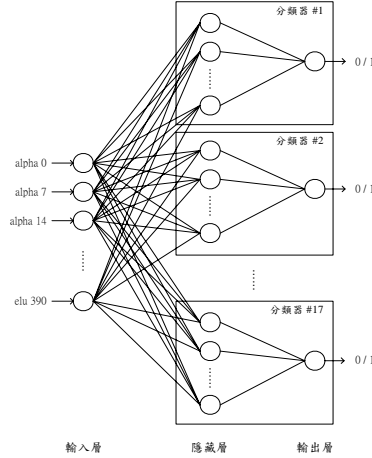 分類器 #1
0 / 1
分類器 #2
alpha 0
alpha 7
0 / 1
alpha 14
elu 390
分類器 #17
0 / 1
輸入層
隱藏層
輸出層